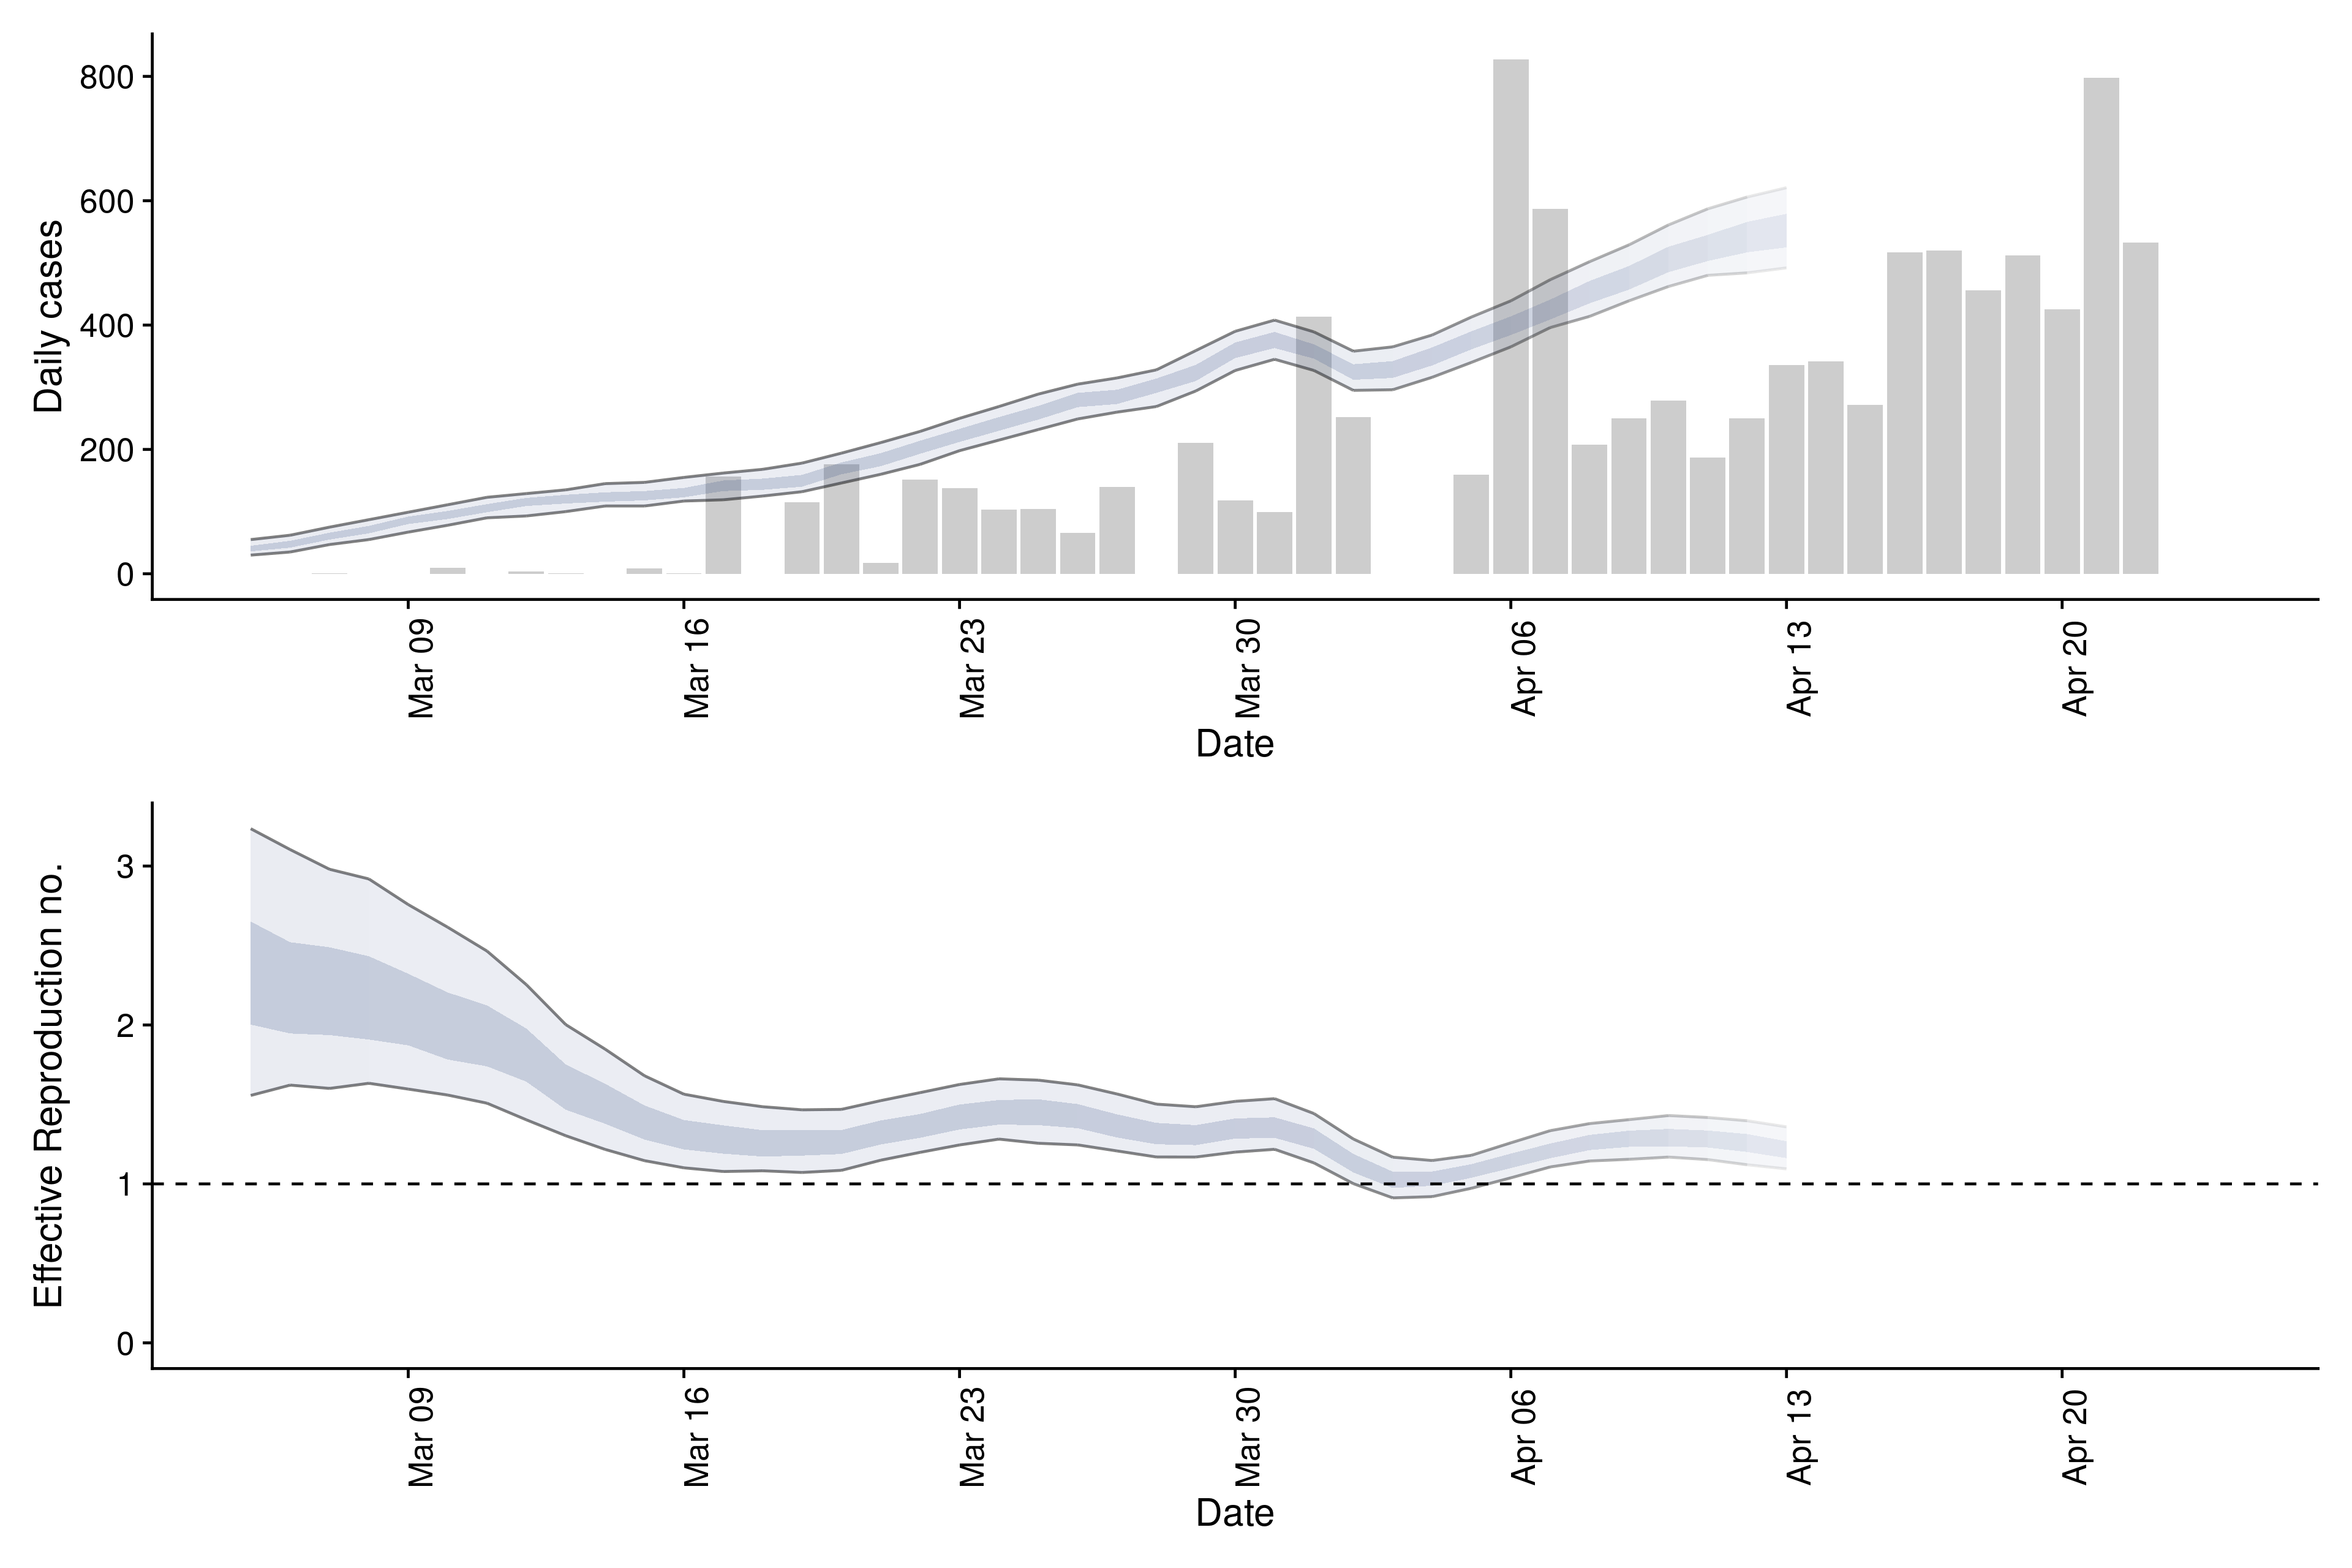 Daily cases
800
600
400
200
0
Mar 09
Mar 16
Mar 23
Mar 30
Apr 06
Apr 13
Apr 20
Date
Effective Reproduction no.
3
2
1
0
Mar 09
Mar 16
Mar 23
Mar 30
Apr 06
Apr 13
Apr 20
Date